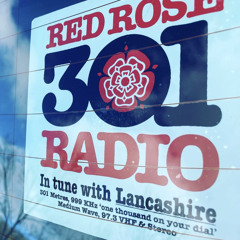 RED ROSE
301
RADIO
In tune with Lancashire
301 Metres, 999 KHz 'one thousand on your dial'
Medium Wave, 97.3 VHF & Stereo